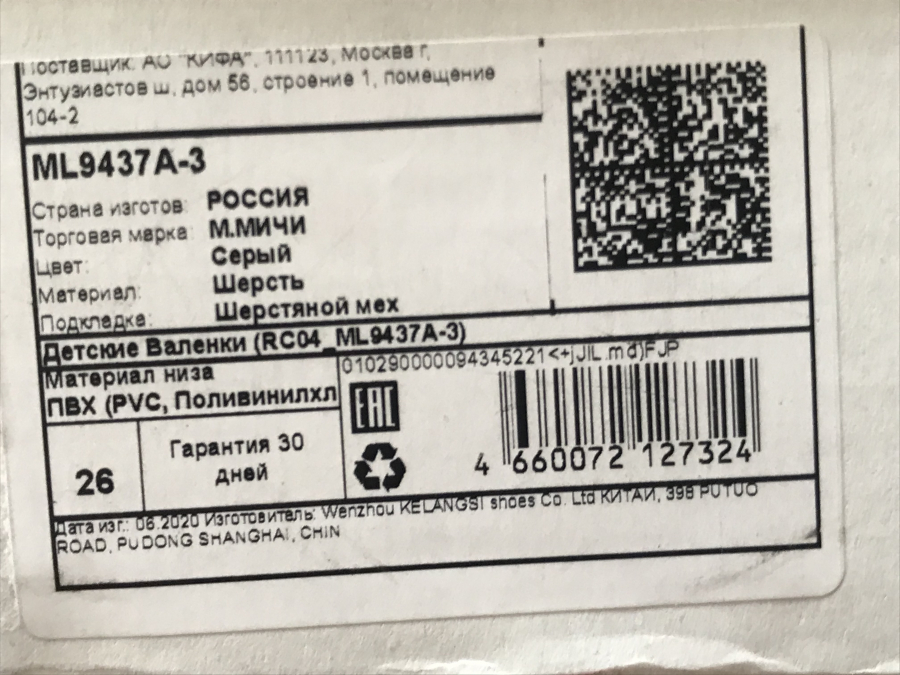 Поставщик: АО "КИФА", 111123, Москва г,
Энтузиастов ш, дом 56, строение 1, помещение
104-2
ML9437A-3
Страна изготов: РОССИЯ
Торговая марка: М.МИЧИ
Цвет: Серый
Материал: Шерсть
Подкладка: Шерстяной мех
Детские Валенки (RC04_ML9437A-3)
Материал низа
ПВХ (PVC, Поливинилхл
0102900000094345221<+jJIL.md)FJP
EAC
26
Гарантия 30
дней
4 660072 127324
Дата изг.: 06.2020 Изготовитель: Wenzhou KELANGSI shoes Co. Ltd КИТАЙ, 398 PUTUO
ROAD, PUDONG SHANGHAI, CHIN